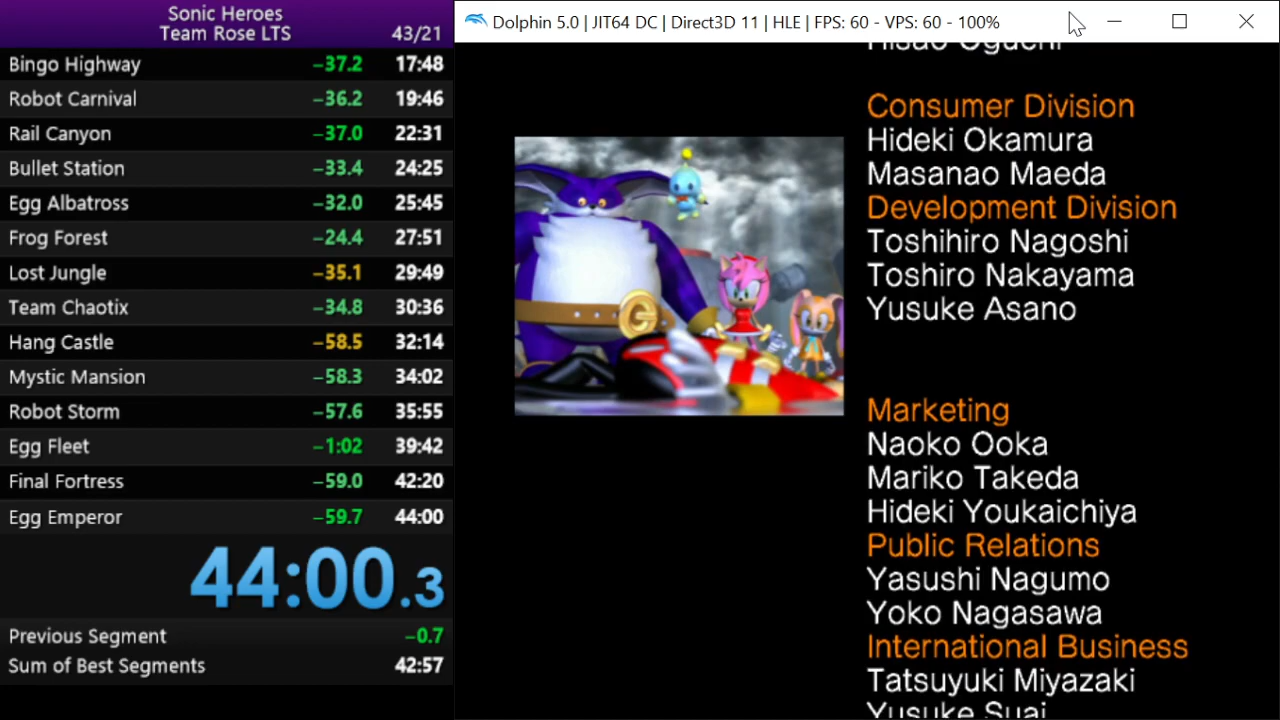 Sonic Heroes
Team Rose LTS
43/21
Bingo Highway -37.2 17:48
Robot Carnival -36.2 19:46
Rail Canyon -37.0 22:31
Bullet Station -33.4 24:25
Egg Albatross -32.0 25:45
Frog Forest -24.4 27:51
Lost Jungle -35.1 29:49
Team Chaotix -34.8 30:36
Hang Castle -58.5 32:14
Mystic Mansion -58.3 34:02
Robot Storm -57.6 35:55
Egg Fleet -1:02 39:42
Final Fortress -59.0 42:20
Egg Emperor -59.7 44:00
44:00.3
Previous Segment -0.7
Sum of Best Segments 42:57
Dolphin 5.0 | JIT64 DC | Direct3D 11 | HLE | FPS: 60 - VPS: 60 - 100%
Hisao Oguchi
Consumer Division
Hideki Okamura
Masanao Maeda
Development Division
Toshihiro Nagoshi
Toshiro Nakayama
Yusuke Asano
Marketing
Naoko Ooka
Mariko Takeda
Hideki Youkaichiya
Public Relations
Yasushi Nagumo
Yoko Nagasawa
International Business
Tatsuyuki Miyazaki
Yusuke Suai